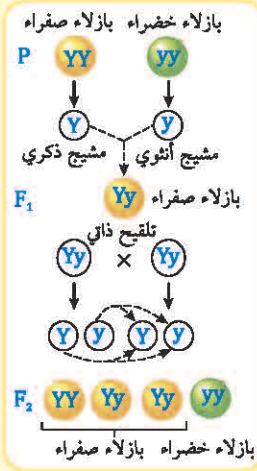 بازلاء صفراء بازلاء خضراء
P YY yy
Y y
مشيج ذكري مشيج أنثوي
F₁ Yy بازلاء صفراء
تلقيح ذاتي
Yy × Yy
Y y Y y
F₂ YY Yy Yy yy
بازلاء صفراء بازلاء خضراء